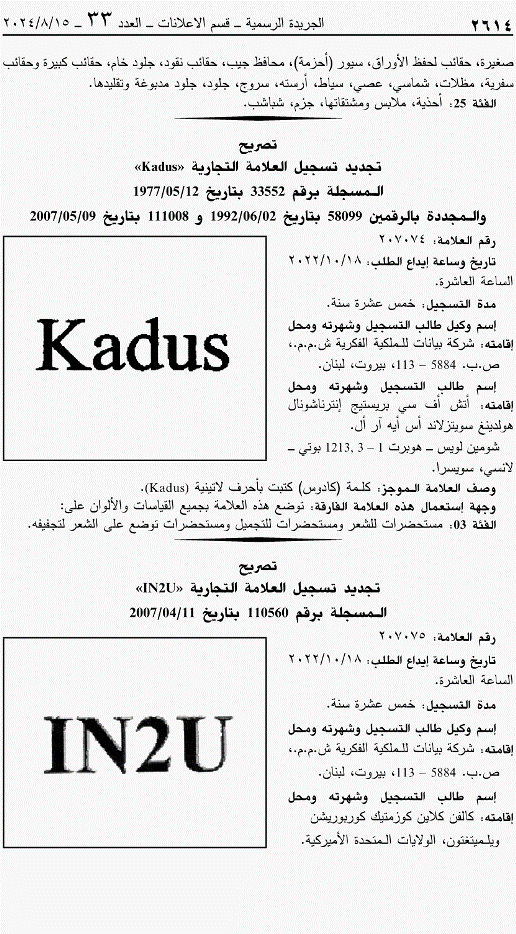 ٢٦١٤
الجريدة الرسمية ــ قسم الاعلانات ــ العدد ٣٣ ــ ٢٠٢٤/٨/١٥
صغيرة، حقائب لحفظ الأوراق، سيور (أحزمة)، محافظ جيب، حقائب نقود، جلود خام، حقائب كبيرة وحقائب
سفرية، مظلات، شماسي، عصي، سياط، أرسنه، سروج، جلود، جلود مدبوغة وتقليدها.
الفئة 25: أحذية، ملابس ومشتقاتها، جزم، شباشب.
تصريح
تجديد تسجيل العلامة التجارية «Kadus»
المسجلة برقم 33552 بتاريخ 1977/05/12
والمجددة بالرقمين 58099 بتاريخ 1992/06/02 و 111008 بتاريخ 2007/05/09
رقم العلامة: ٢٠٧٠٧٤
تاريخ وساعة إيداع الطلب: ٢٠٢٢/١٠/١٨
الساعة العاشرة.
مدة التسجيل: خمس عشرة سنة.
إسم وكيل طالب التسجيل وشهرته ومحل
إقامته: شركة بيانات للملكية الفكرية ش.م.م.،
ص.ب. 5884 – 113، بيروت، لبنان.
إسم طالب التسجيل وشهرته ومحل
إقامته: أتش أف سي بريستيج إنترناشونال
هولدينغ سويتزلاند أس أيه آر أل.
شومين لويس ــ هوبرت 1 – 3 ,1213 بوتي ــ
لانسي، سويسرا.
Kadus
وصف العلامة الموجز: كلمة (كادوس) كتبت بأحرف لاتينية (Kadus).
وجهة إستعمال هذه العلامة الفارقة: توضع هذه العلامة بجميع القياسات والألوان على:
الفئة 03: مستحضرات للشعر ومستحضرات للتجميل ومستحضرات توضع على الشعر لتجفيفه.
تصريح
تجديد تسجيل العلامة التجارية «IN2U»
المسجلة برقم 110560 بتاريخ 2007/04/11
رقم العلامة: ٢٠٧٠٧٥
تاريخ وساعة إيداع الطلب: ٢٠٢٢/١٠/١٨
الساعة العاشرة.
مدة التسجيل: خمس عشرة سنة.
إسم وكيل طالب التسجيل وشهرته ومحل
إقامته: شركة بيانات للملكية الفكرية ش.م.م.،
ص.ب. 5884 – 113، بيروت، لبنان.
إسم طالب التسجيل وشهرته ومحل
إقامته: كالفن كلاين كوزمتيك كوربوريشن
ويلميتغتون، الولايات المتحدة الأميركية.
IN2U